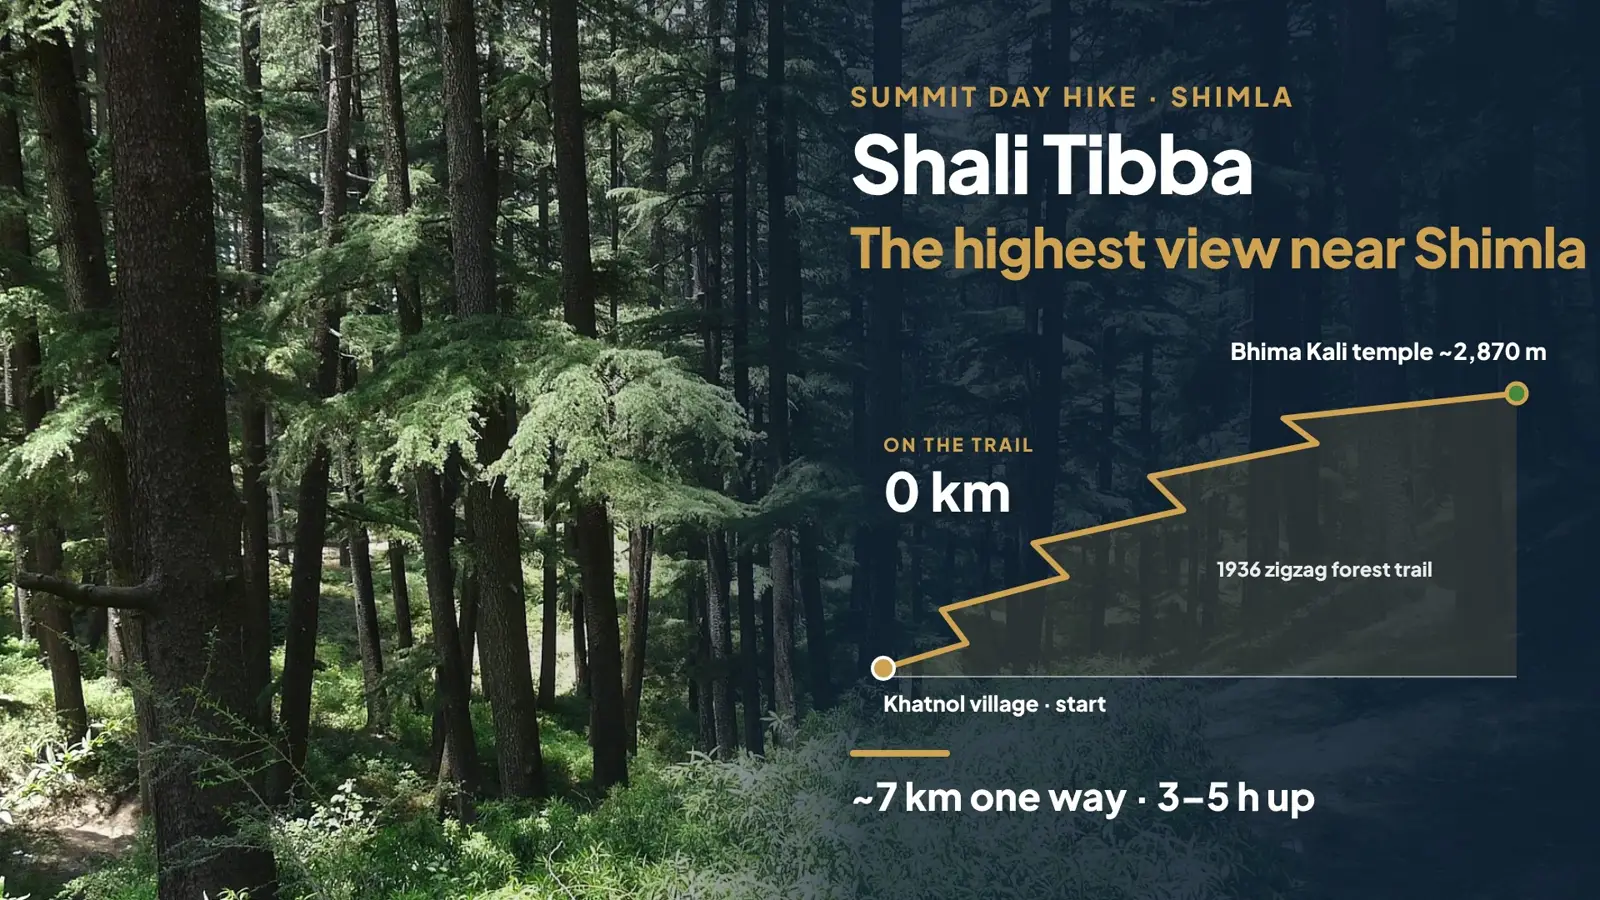 SUMMIT DAY HIKE · SHIMLA
Shali Tibba
The highest view near Shimla
Bhima Kali temple ~2,870 m
ON THE TRAIL
0 km
1936 zigzag forest trail
Khatnol village · start
~7 km one way · 3–5 h up